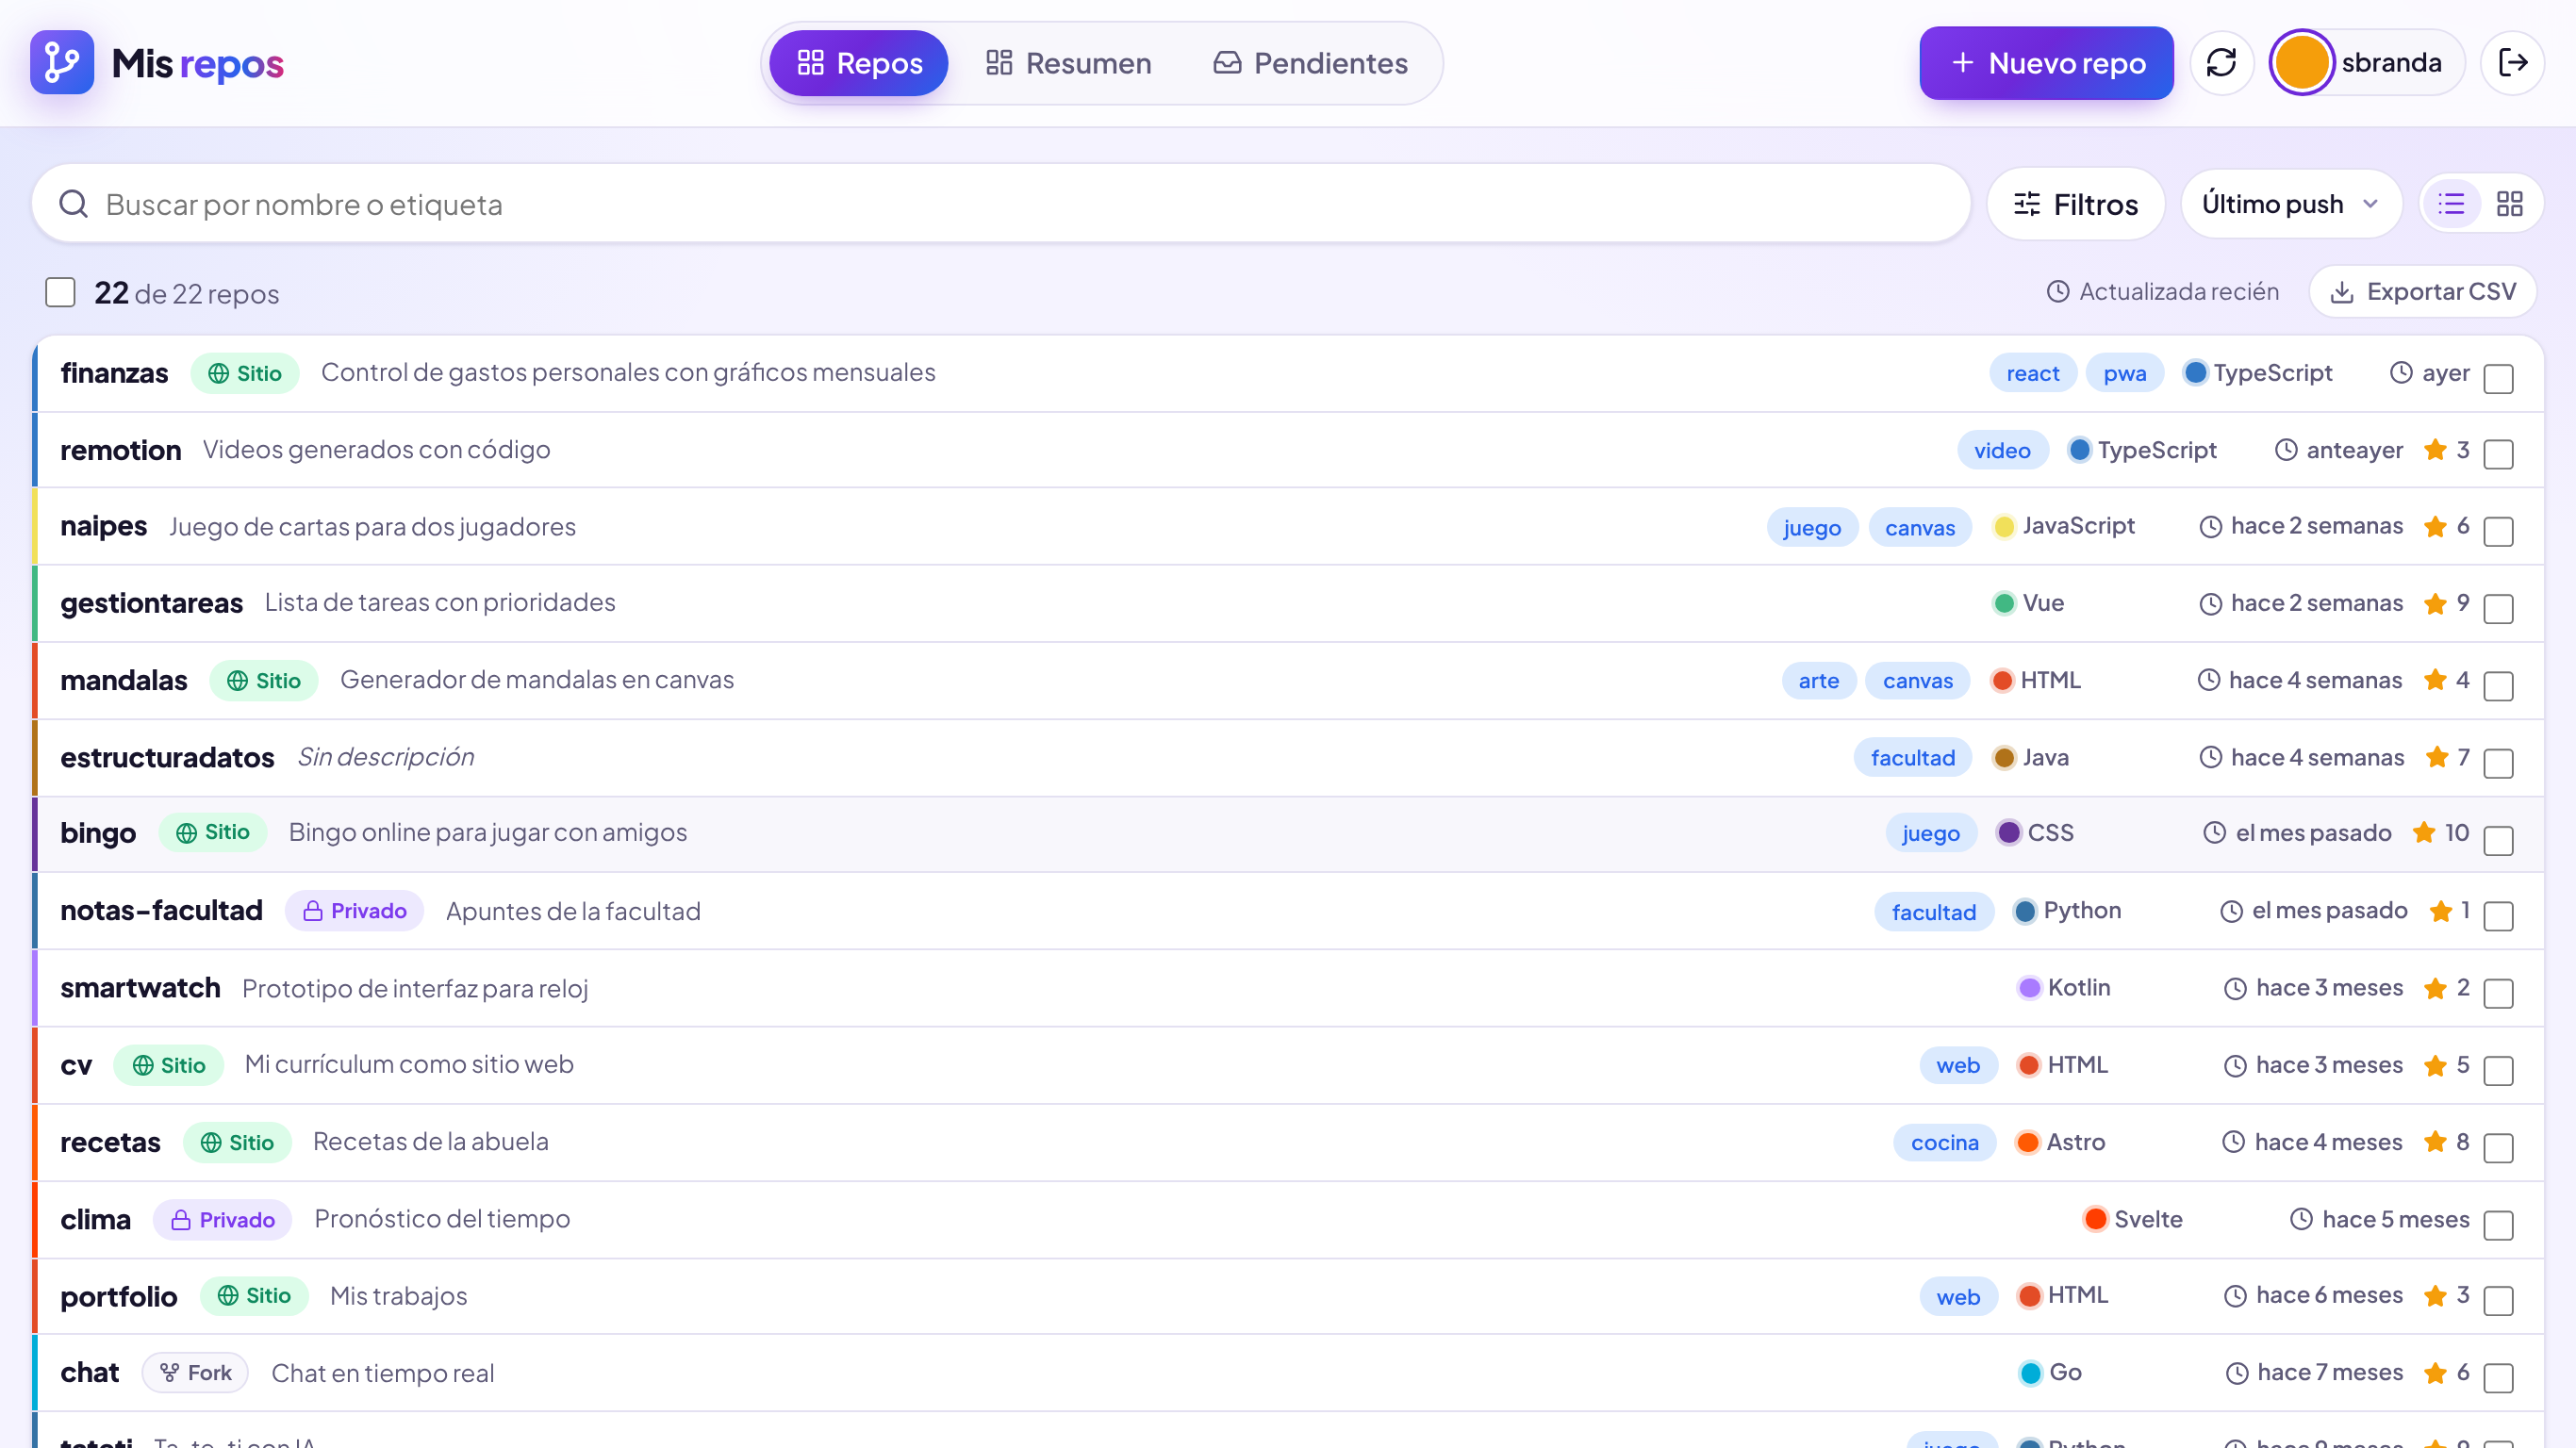 Mis repos
Repos
Resumen
Pendientes
+ Nuevo repo
sbranda
Buscar por nombre o etiqueta
Filtros
Último push
22 de 22 repos
Actualizada recién
Exportar CSV
finanzas Sitio Control de gastos personales con gráficos mensuales react pwa TypeScript ayer
remotion Videos generados con código video TypeScript anteayer 3
naipes Juego de cartas para dos jugadores juego canvas JavaScript hace 2 semanas 6
gestiontareas Lista de tareas con prioridades Vue hace 2 semanas 9
mandalas Sitio Generador de mandalas en canvas arte canvas HTML hace 4 semanas 4
estructuradatos Sin descripción facultad Java hace 4 semanas 7
bingo Sitio Bingo online para jugar con amigos juego CSS el mes pasado 10
notas-facultad Privado Apuntes de la facultad facultad Python el mes pasado 1
smartwatch Prototipo de interfaz para reloj Kotlin hace 3 meses 2
cv Sitio Mi currículum como sitio web web HTML hace 3 meses 5
recetas Sitio Recetas de la abuela cocina Astro hace 4 meses 8
clima Privado Pronóstico del tiempo Svelte hace 5 meses
portfolio Sitio Mis trabajos web HTML hace 6 meses 3
chat Fork Chat en tiempo real Go hace 7 meses 6